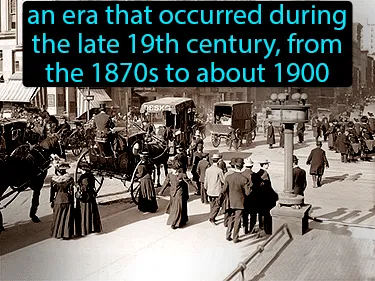 an era that occurred during
the late 19th century, from
the 1870s to about 1900